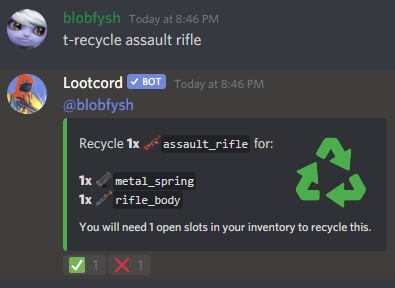 blobfysh Today at 8:46 PM
t-recycle assault rifle
Lootcord ✔ BOT Today at 8:46 PM
@blobfysh
Recycle 1x assault_rifle for:
1x metal_spring
1x rifle_body
You will need 1 open slots in your inventory to recycle this.
✅ 1 ❌ 1